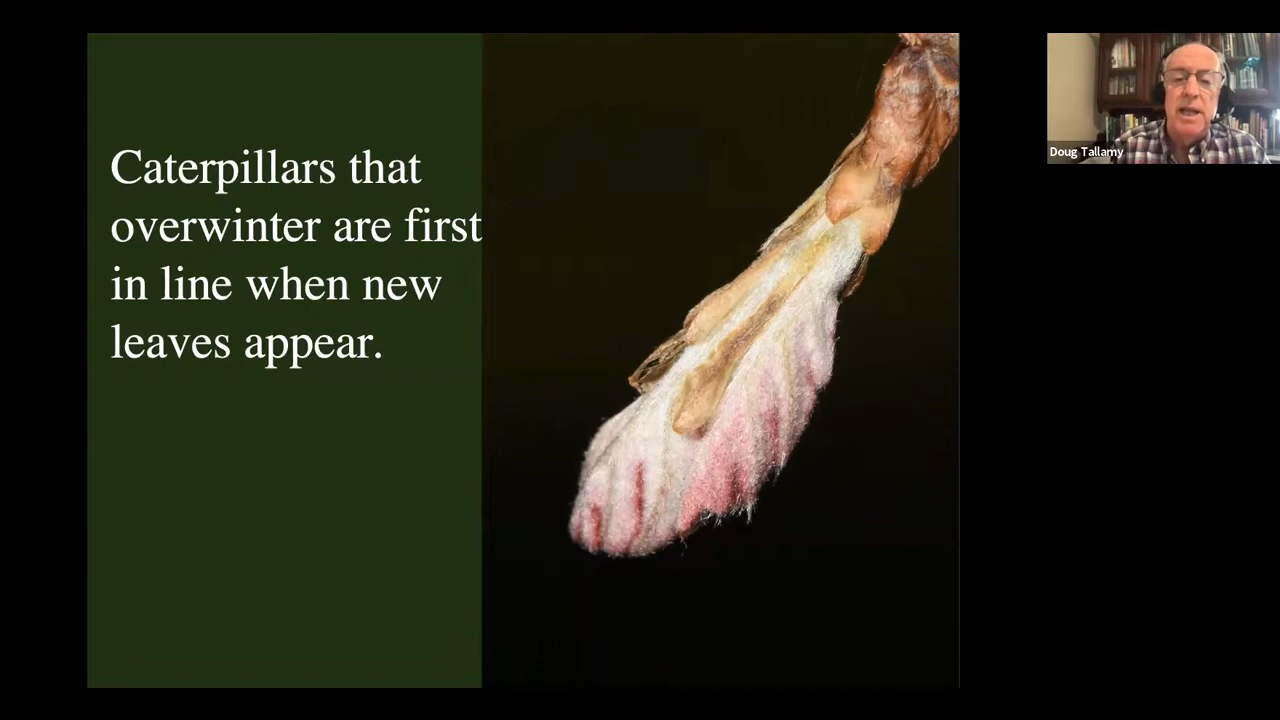 Caterpillars that
overwinter are first
in line when new
leaves appear.
Doug Tallamy